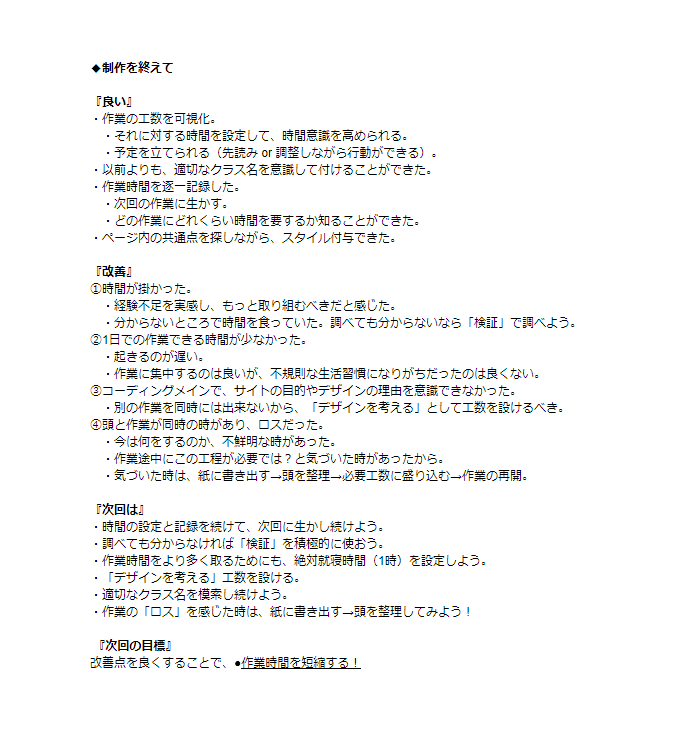 ◆制作を終えて
『良い』
・作業の工数を可視化。
・それに対する時間を設定して、時間意識を高められる。
・予定を立てられる（先読み or 調整しながら行動ができる）。
・以前よりも、適切なクラス名を意識して付けることができた。
・作業時間を逐一記録した。
・次回の作業に生かす。
・どの作業にどれくらい時間を要するか知ることができた。
・ページ内の共通点を探しながら、スタイル付与できた。
『改善』
①時間が掛かった。
・経験不足を実感し、もっと取り組むべきだと感じた。
・分からないところで時間を食っていた。調べても分からないなら「検証」で調べよう。
②1日での作業できる時間が少なかった。
・起きるのが遅い。
・作業に集中するのは良いが、不規則な生活習慣になりがちだったのは良くない。
③コーディングメインで、サイトの目的やデザインの理由を意識できなかった。
・別の作業を同時には出来ないから、「デザインを考える」として工数を設けるべき。
④頭と作業が同時の時があり、ロスだった。
・今は何をするのか、不鮮明な時があった。
・作業途中にこの工程が必要では？と気づいた時があったから。
・気づいた時は、紙に書き出す→頭を整理→必要工数に盛り込む→作業の再開。
『次回は』
・時間の設定と記録を続けて、次回に生かし続けよう。
・調べても分からなければ「検証」を積極的に使おう。
・作業時間をより多く取るためにも、絶対就寝時間（1時）を設定しよう。
・「デザインを考える」工数を設ける。
・適切なクラス名を模索し続けよう。
・作業の「ロス」を感じた時は、紙に書き出す→頭を整理してみよう！
『次回の目標』
改善点を良くすることで、●作業時間を短縮する！